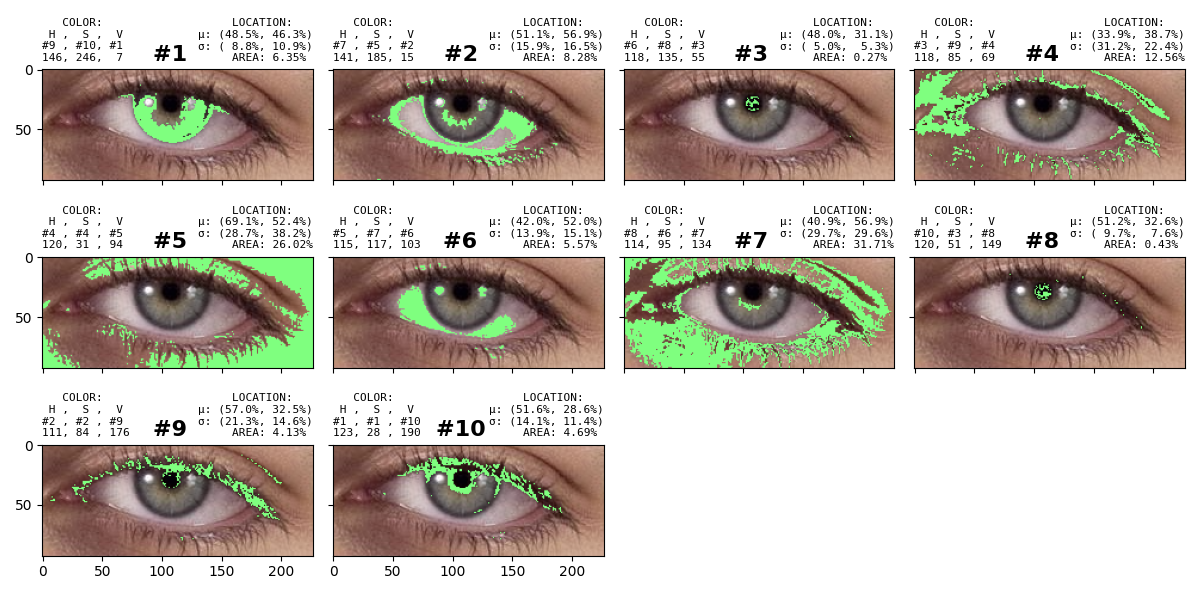 COLOR: LOCATION:
H , S , V μ: (48.5%, 46.3%)
#9 , #10, #1 #1 σ: ( 8.8%, 10.9%)
146, 246, 7 AREA: 6.35%
COLOR: LOCATION:
H , S , V μ: (51.1%, 56.9%)
#7 , #5 , #2 #2 σ: (15.9%, 16.5%)
141, 185, 15 AREA: 8.28%
COLOR: LOCATION:
H , S , V μ: (48.0%, 31.1%)
#6 , #8 , #3 #3 σ: ( 5.0%, 5.3%)
118, 135, 55 AREA: 0.27%
COLOR: LOCATION:
H , S , V μ: (33.9%, 38.7%)
#3 , #9 , #4 #4 σ: (31.2%, 22.4%)
118, 85 , 69 AREA: 12.56%
0
50
COLOR: LOCATION:
H , S , V μ: (69.1%, 52.4%)
#4 , #4 , #5 #5 σ: (28.7%, 38.2%)
120, 31 , 94 AREA: 26.02%
COLOR: LOCATION:
H , S , V μ: (42.0%, 52.0%)
#5 , #7 , #6 #6 σ: (13.9%, 15.1%)
115, 117, 103 AREA: 5.57%
COLOR: LOCATION:
H , S , V μ: (40.9%, 56.9%)
#8 , #6 , #7 #7 σ: (29.7%, 29.6%)
114, 95 , 134 AREA: 31.71%
COLOR: LOCATION:
H , S , V μ: (51.2%, 32.6%)
#10, #3 , #8 #8 σ: ( 9.7%, 7.6%)
120, 51 , 149 AREA: 0.43%
0
50
COLOR: LOCATION:
H , S , V μ: (57.0%, 32.5%)
#2 , #2 , #9 #9 σ: (21.3%, 14.6%)
111, 84 , 176 AREA: 4.13%
COLOR: LOCATION:
H , S , V μ: (51.6%, 28.6%)
#1 , #1 , #10 #10 σ: (14.1%, 11.4%)
123, 28 , 190 AREA: 4.69%
0
50
0 50 100 150 200
0 50 100 150 200